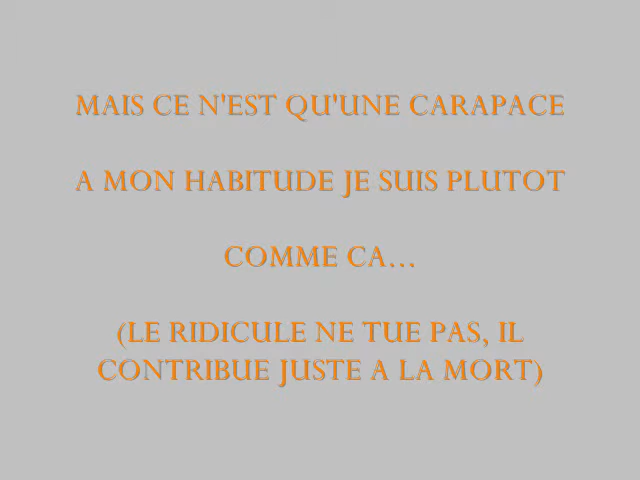 MAIS CE N'EST QU'UNE CARAPACE
A MON HABITUDE JE SUIS PLUTOT
COMME CA...
(LE RIDICULE NE TUE PAS, IL
CONTRIBUE JUSTE A LA MORT)